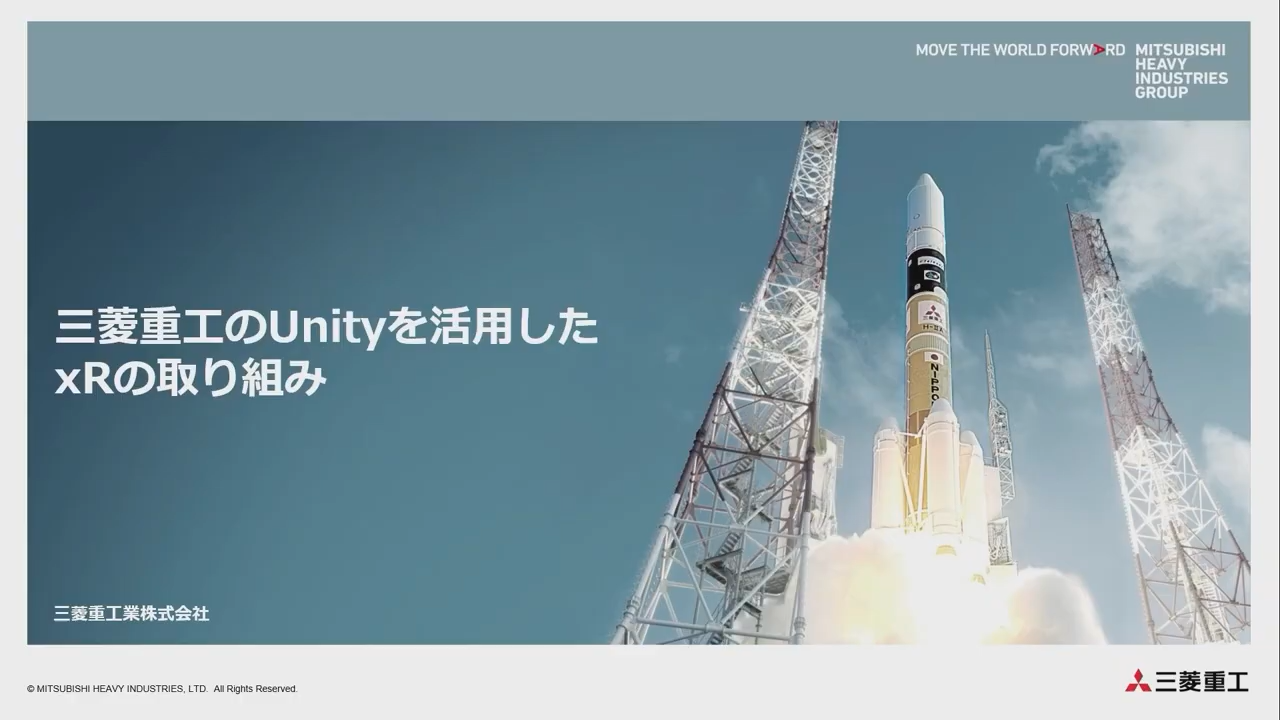 MOVE THE WORLD FORWARD
MITSUBISHI
HEAVY
INDUSTRIES
GROUP
三菱重工のUnityを活用した
xRの取り組み
三菱重工業株式会社
NIPPO
© MITSUBISHI HEAVY INDUSTRIES, LTD. All Rights Reserved.
三菱重工